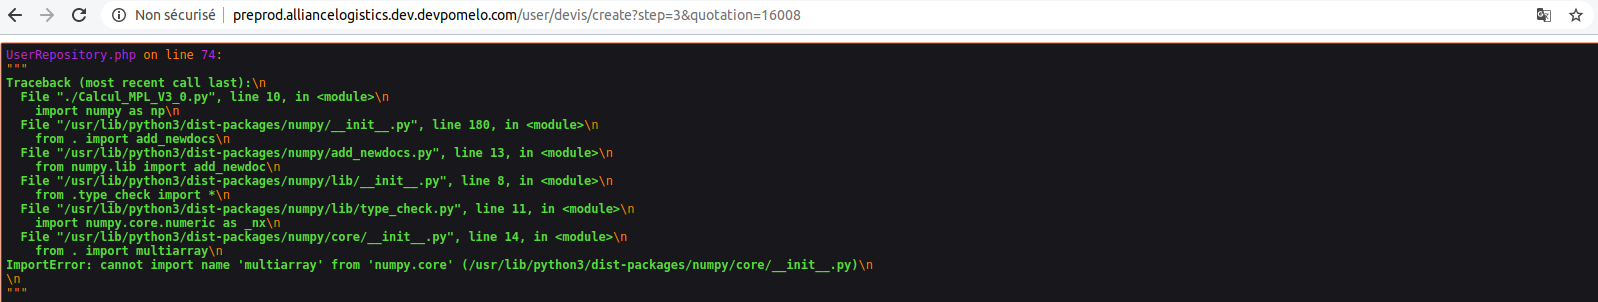 Non sécurisé | preprod.alliancelogistics.dev.devpomelo.com/user/devis/create?step=3&quotation=16008
UserRepository.php on line 74:
"""
Traceback (most recent call last):\n
  File "./Calcul_MPL_V3_0.py", line 10, in <module>\n
    import numpy as np\n
  File "/usr/lib/python3/dist-packages/numpy/__init__.py", line 180, in <module>\n
    from . import add_newdocs\n
  File "/usr/lib/python3/dist-packages/numpy/add_newdocs.py", line 13, in <module>\n
    from numpy.lib import add_newdoc\n
  File "/usr/lib/python3/dist-packages/numpy/lib/__init__.py", line 8, in <module>\n
    from .type_check import *\n
  File "/usr/lib/python3/dist-packages/numpy/lib/type_check.py", line 11, in <module>\n
    import numpy.core.numeric as _nx\n
  File "/usr/lib/python3/dist-packages/numpy/core/__init__.py", line 14, in <module>\n
    from . import multiarray\n
ImportError: cannot import name 'multiarray' from 'numpy.core' (/usr/lib/python3/dist-packages/numpy/core/__init__.py)\n
\n
"""